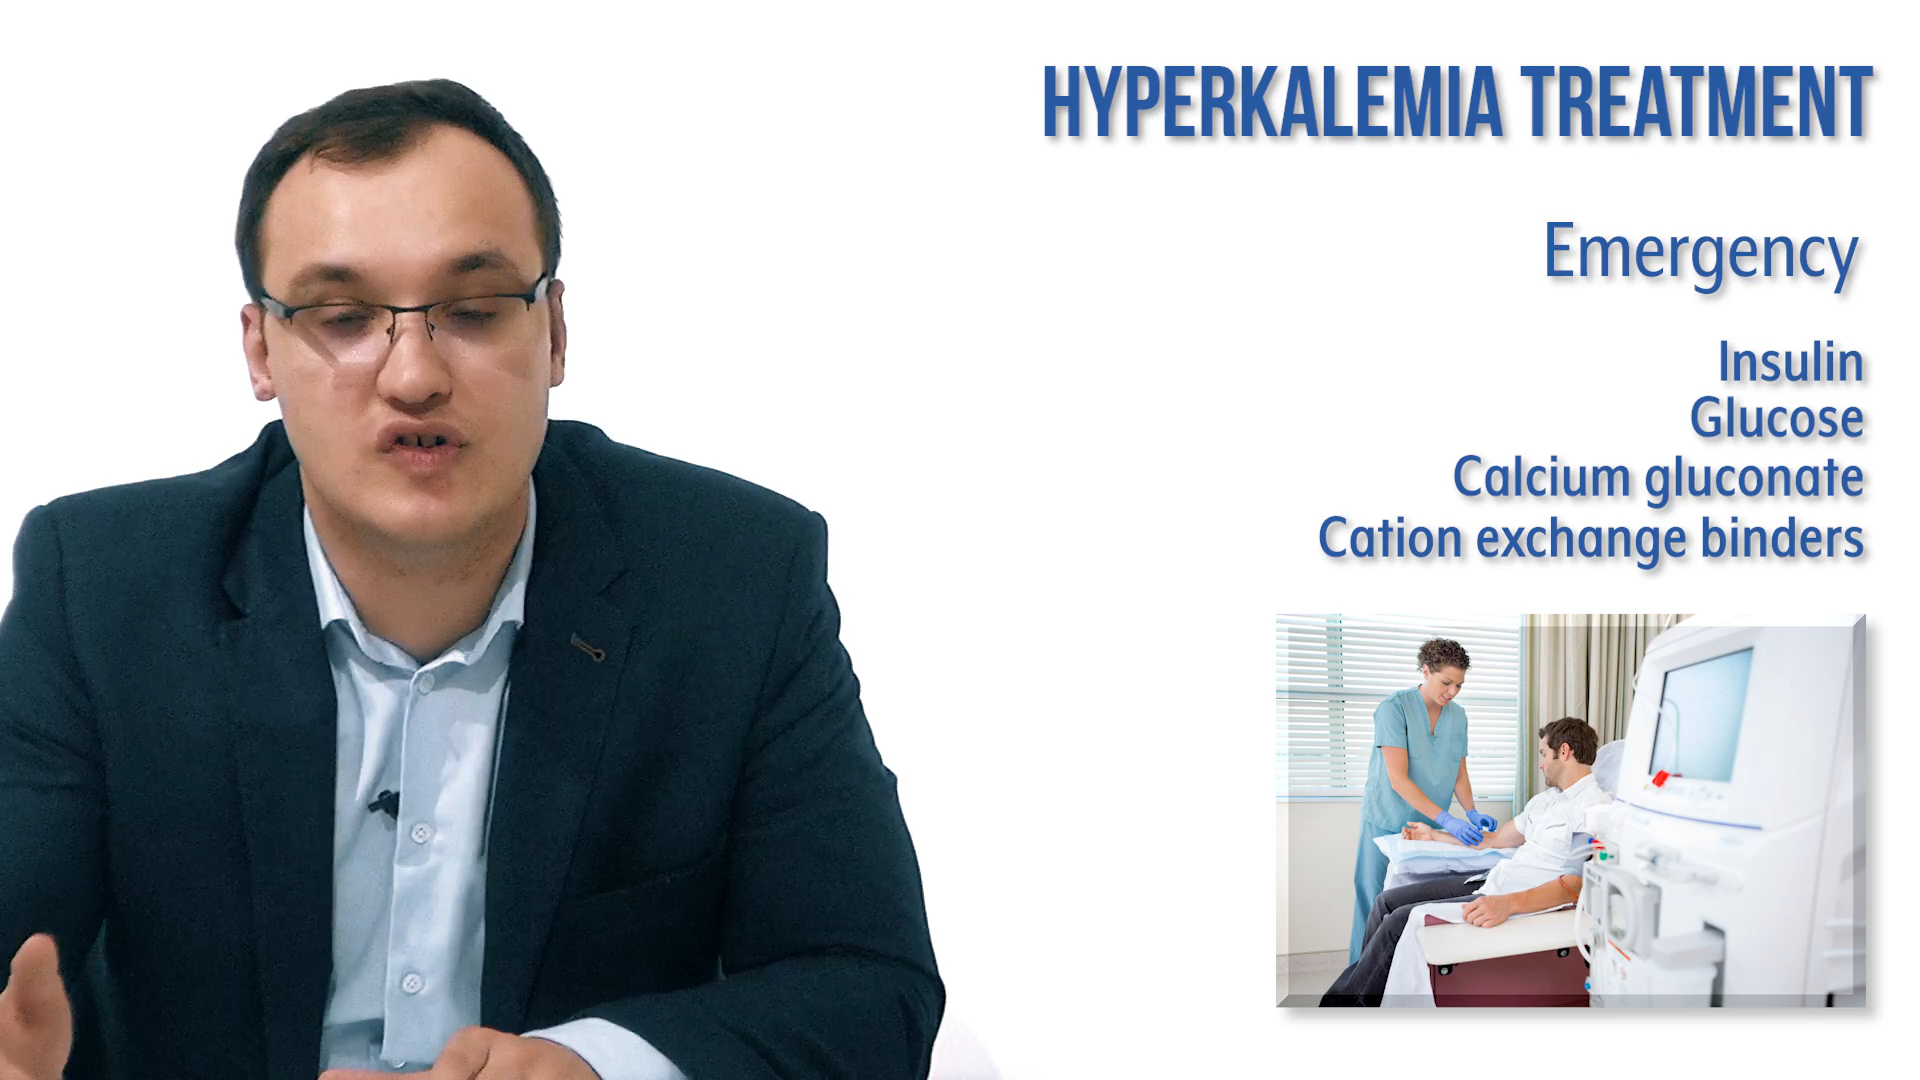 HYPERKALEMIA TREATMENT
Emergency
Insulin
Glucose
Calcium gluconate
Cation exchange binders